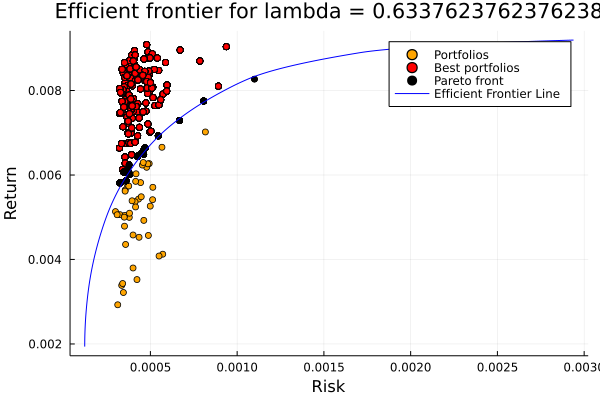 Efficient frontier for lambda = 0.6337623762376238
Portfolios
Best portfolios
Pareto front
Efficient Frontier Line
0.008
0.006
0.004
0.002
Return
0.0005
0.0010
0.0015
0.0020
0.0025
0.0030
Risk